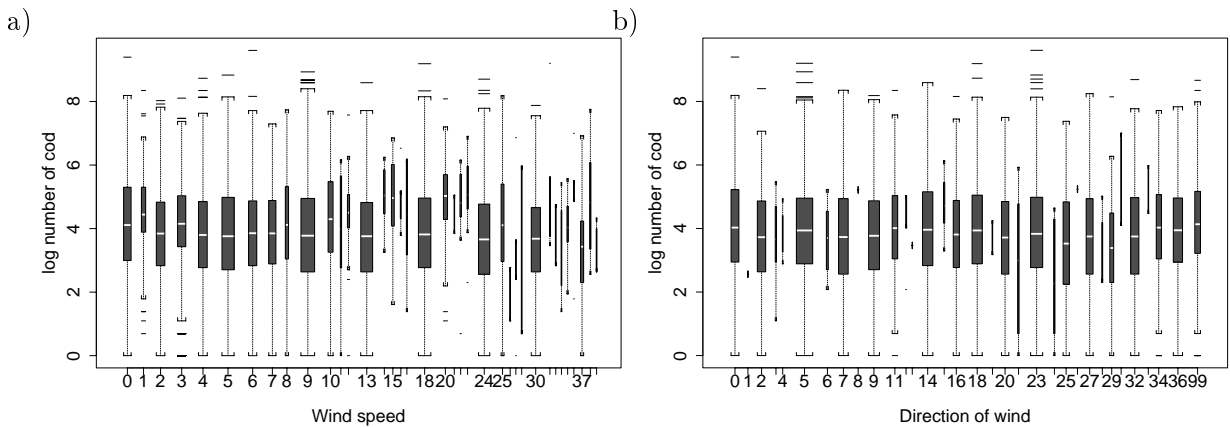 a)
b)
log number of cod
0 2 4 6 8
0 1 2 3 4 5 6 7 8 9 10 13 15 18 20 24 25 30 37
Wind speed
log number of cod
0 2 4 6 8
0 1 2 4 5 6 7 9 11 14 16 18 20 23 25 27 29 32 34 36 99
Direction of wind